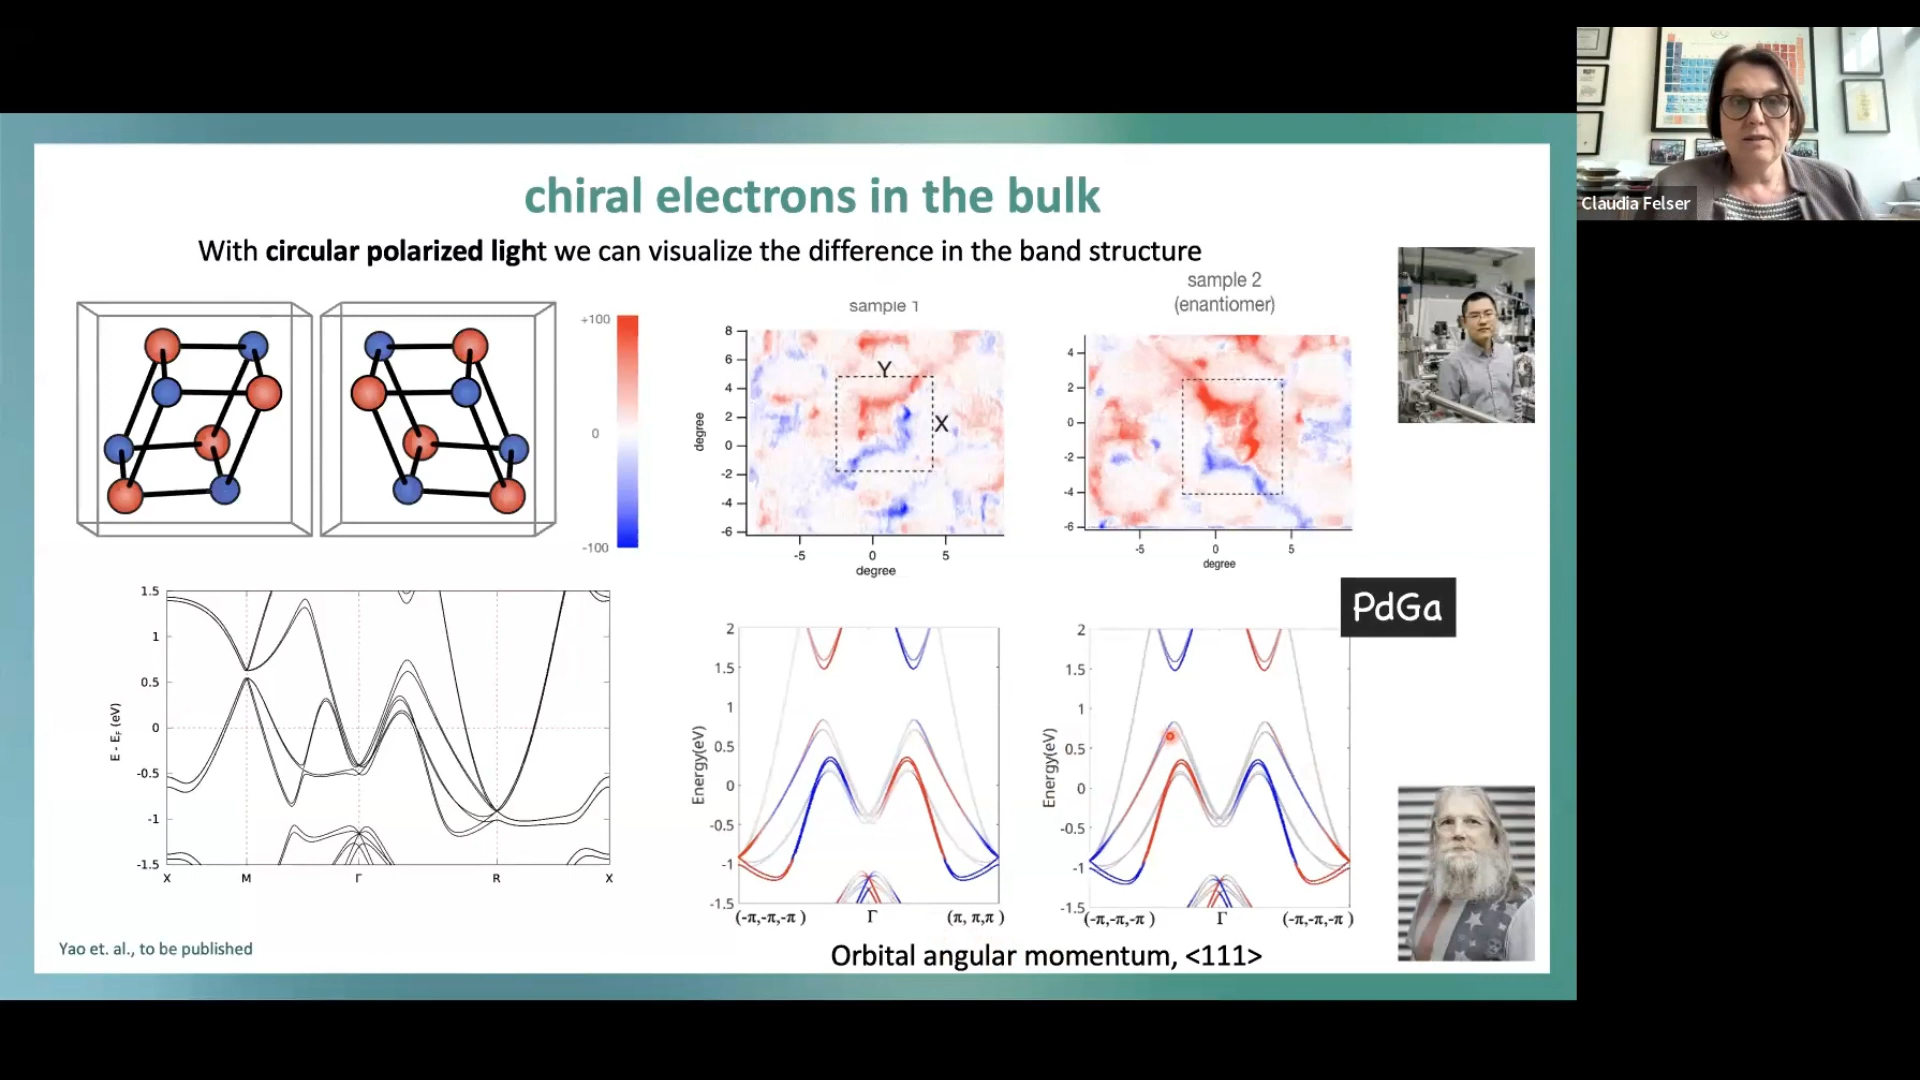 chiral electrons in the bulk
With circular polarized light we can visualize the difference in the band structure
Claudia Felser
+100
0
-100
sample 1
8
6
4
2
0
-2
-4
-6
degree
Y
X
-5
0
5
degree
sample 2
(enantiomer)
4
2
0
-2
-4
-6
-5
0
5
degree
PdGa
1.5
1
0.5
0
-0.5
-1
-1.5
E - EF (eV)
X
M
Γ
R
X
2
1.5
1
0.5
0
-0.5
-1
-1.5
Energy(eV)
(-π,-π,-π )
Γ
(π, π,π )
2
1.5
1
0.5
0
-0.5
-1
-1.5
Energy(eV)
(-π,-π,-π )
Γ
(-π,-π,-π )
Yao et. al., to be published
Orbital angular momentum, <111>